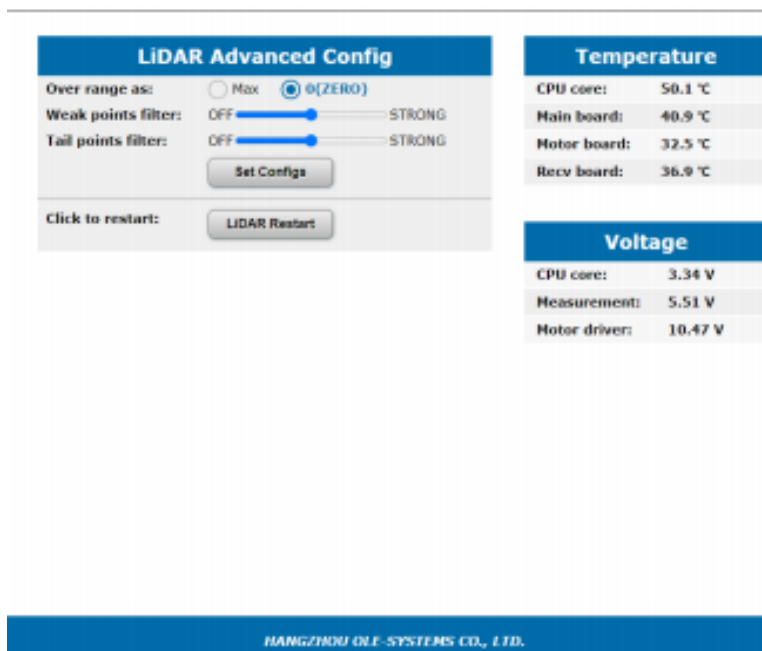 LiDAR Advanced Config
Over range as: Max 0[ZERO]
Weak points filter: OFF STRONG
Tail points filter: OFF STRONG
Set Configs
Click to restart: LiDAR Restart
Temperature
CPU core: 50.1 ℃
Main board: 40.9 ℃
Motor board: 32.5 ℃
Recv board: 36.9 ℃
Voltage
CPU core: 3.34 V
Measurement: 5.51 V
Motor driver: 10.47 V
HANGZHOU OLE-SYSTEMS CO., LTD.